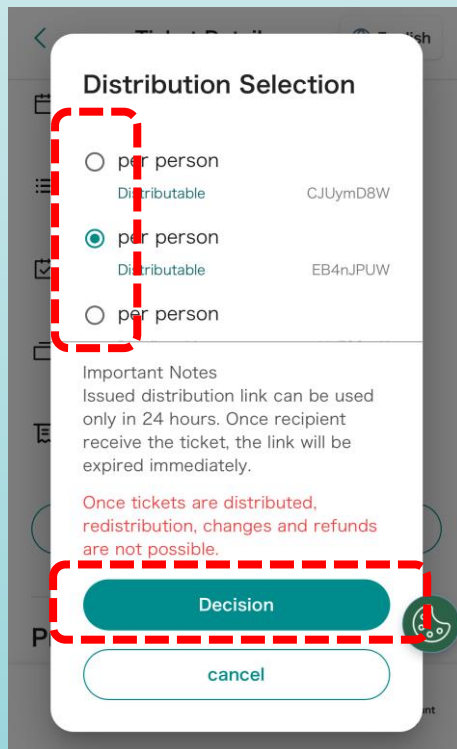 Distribution Selection
per person
Distributable CJUymD8W
per person
Distributable EB4nJPUW
per person
Important Notes
Issued distribution link can be used
only in 24 hours. Once recipient
receive the ticket, the link will be
expired immediately.
Once tickets are distributed,
redistribution, changes and refunds
are not possible.
Decision
cancel